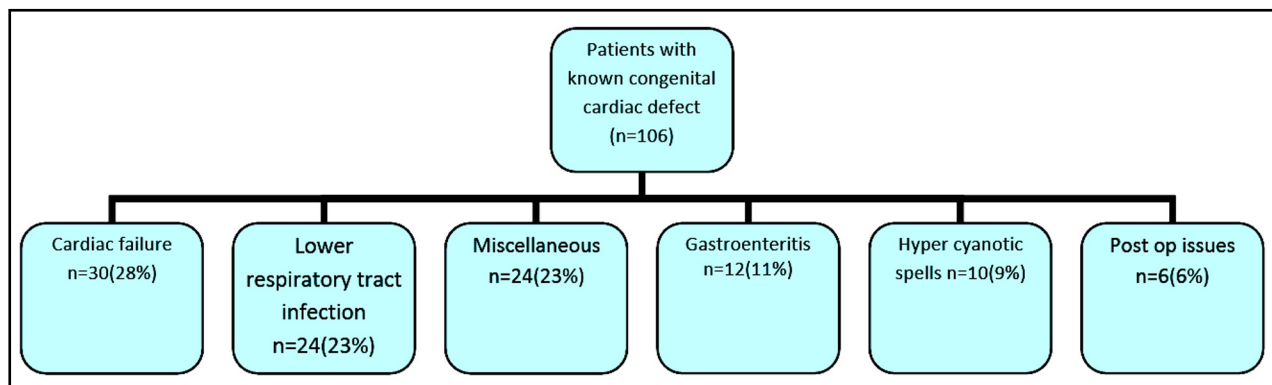 Patients with
known congenital
cardiac defect
(n=106)
Cardiac failure
n=30(28%)
Lower
respiratory tract
infection
n=24(23%)
Miscellaneous
n=24(23%)
Gastroenteritis
n=12(11%)
Hyper cyanotic
spells n=10(9%)
Post op issues
n=6(6%)